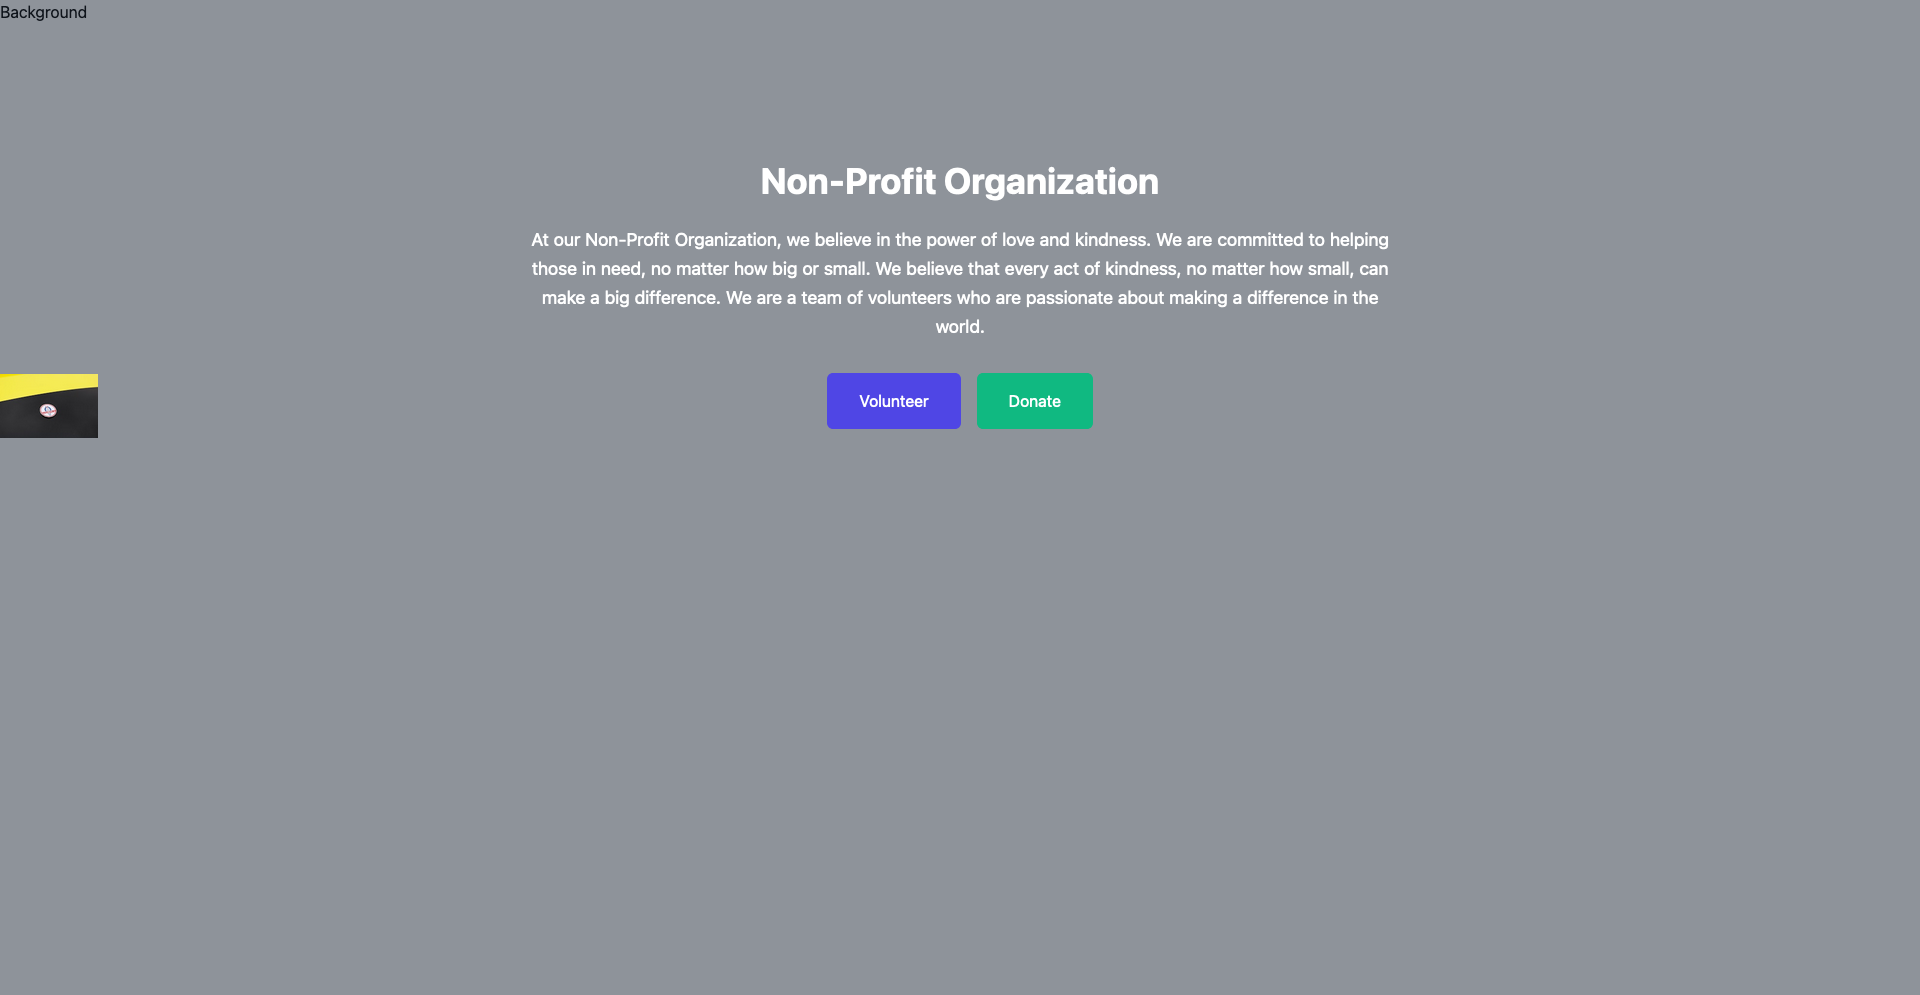 Background
Non-Profit Organization
At our Non-Profit Organization, we believe in the power of love and kindness. We are committed to helping
those in need, no matter how big or small. We believe that every act of kindness, no matter how small, can
make a big difference. We are a team of volunteers who are passionate about making a difference in the
world.
Volunteer
Donate